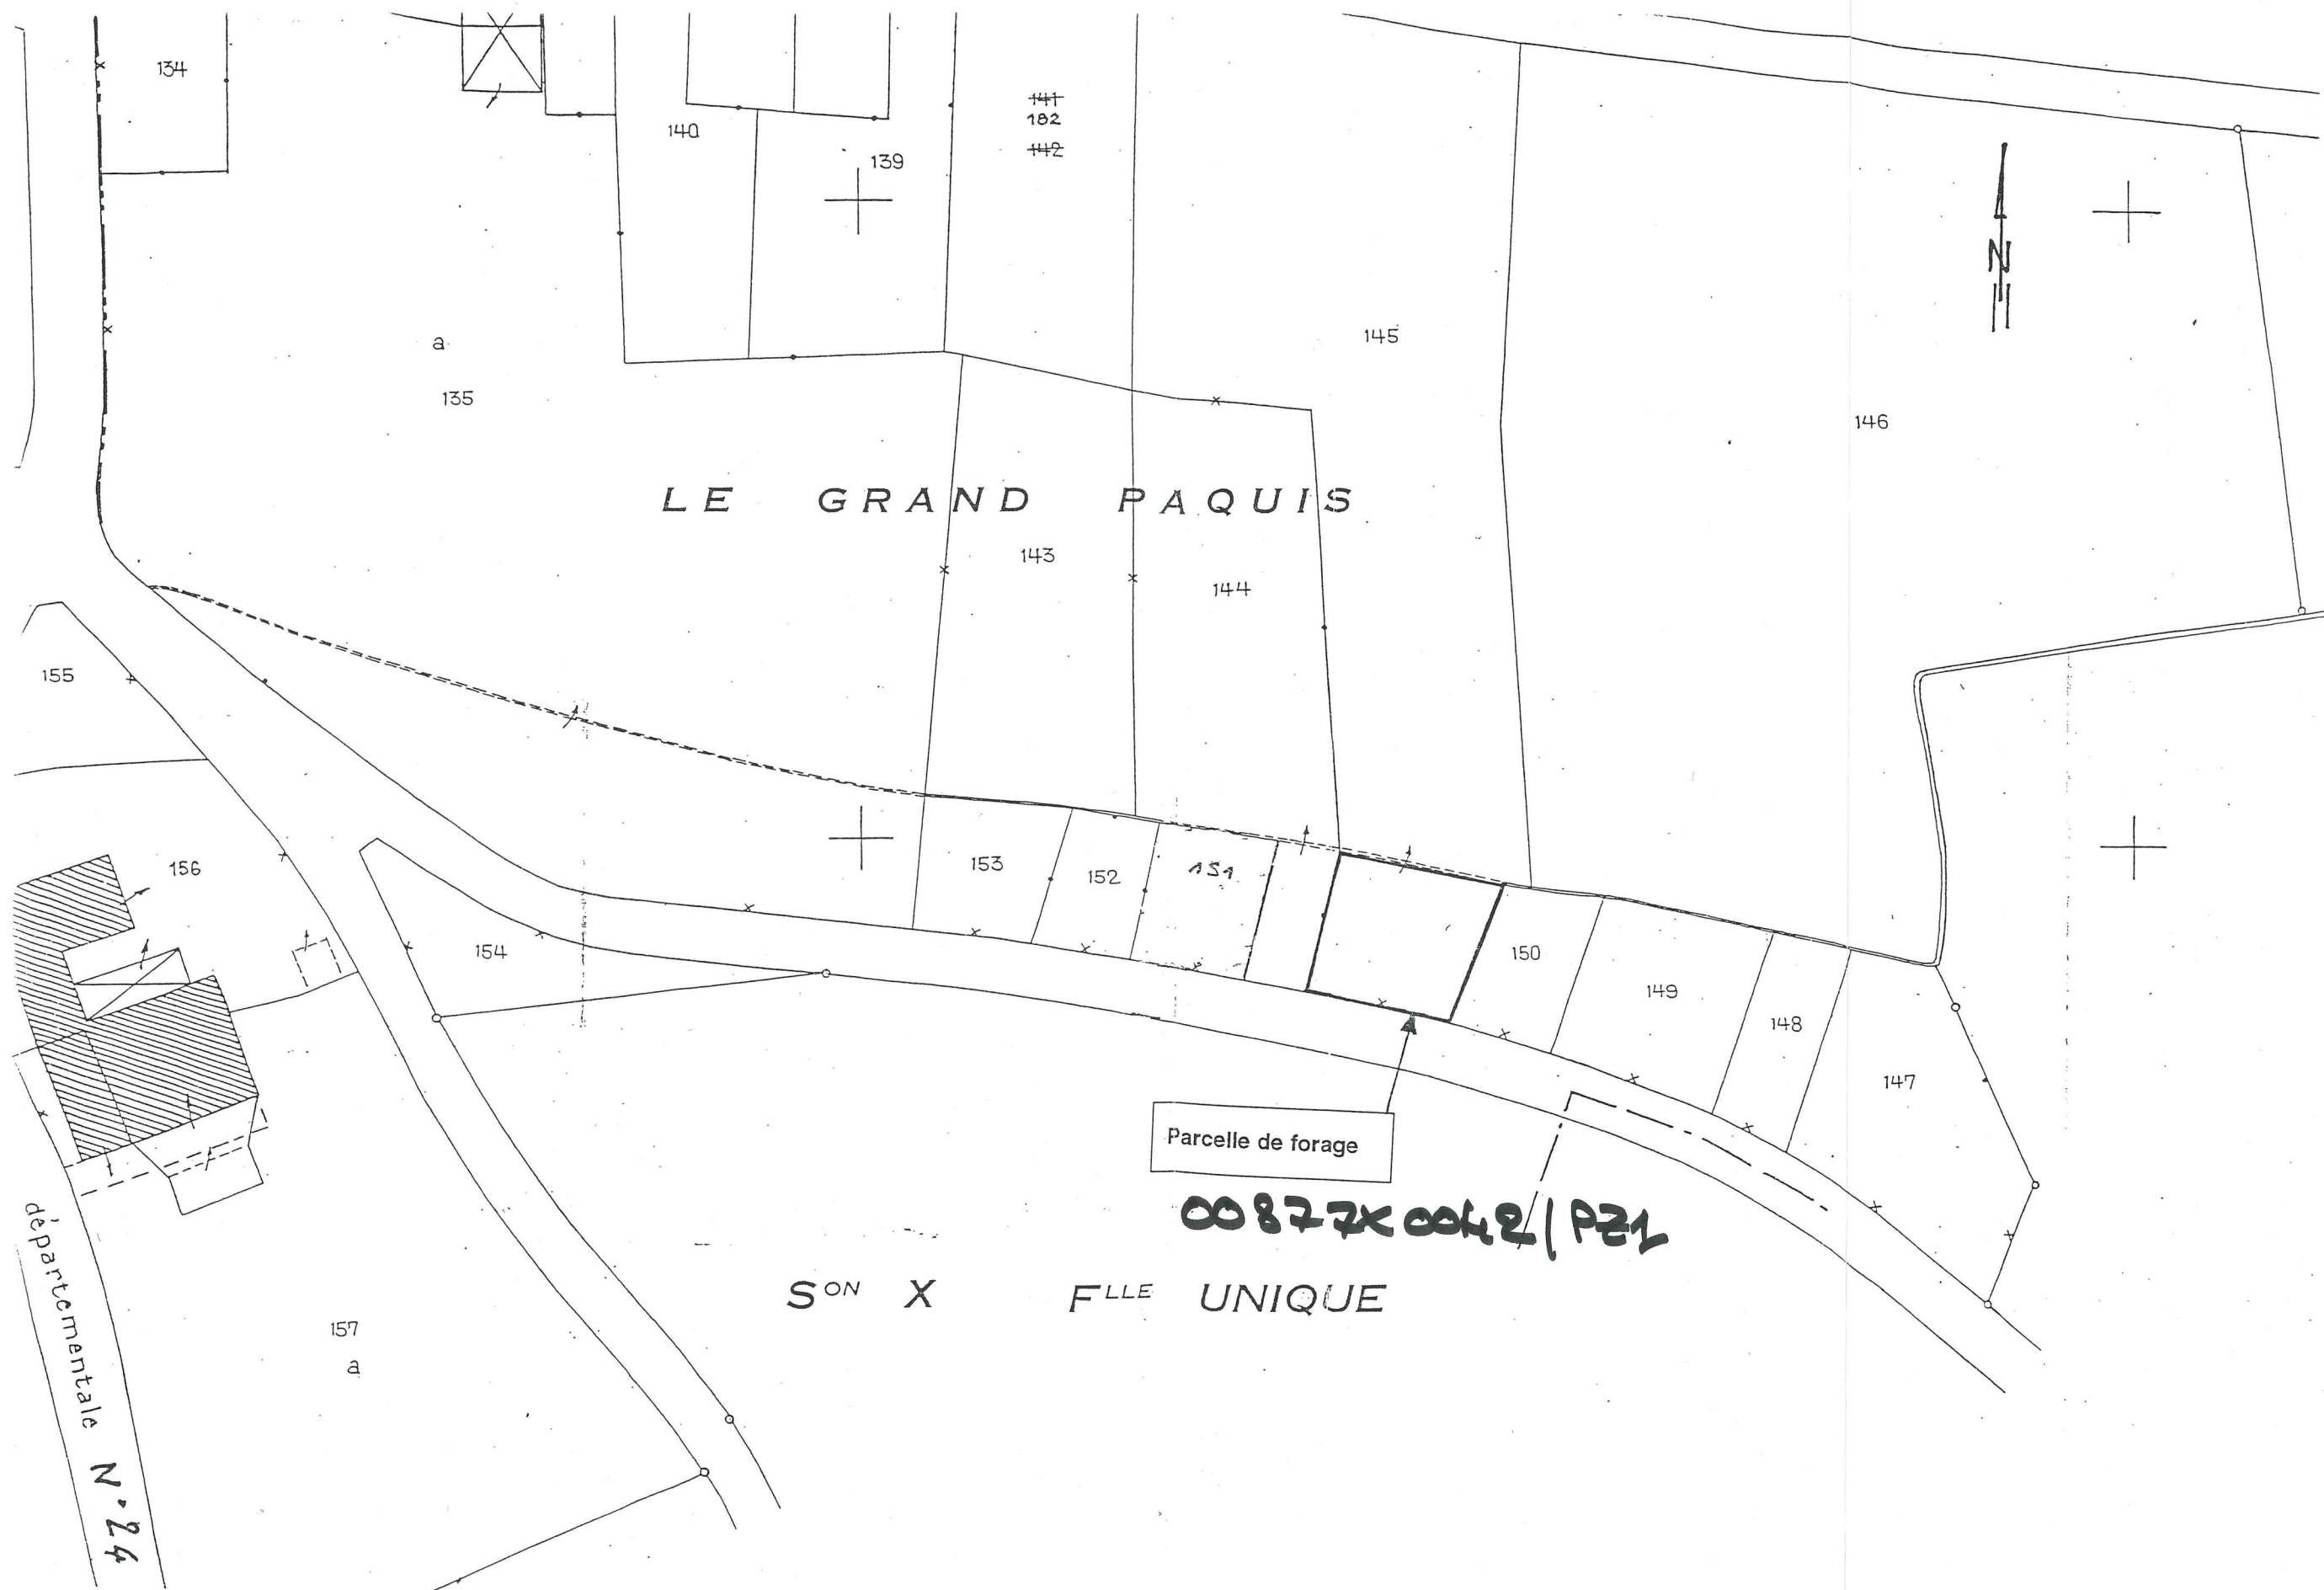 134
141
182
142
140
139
N
a
135
145
146
LE GRAND PAQUIS
143
144
155
153
152
151
156
154
150
149
148
147
Parcelle de forage
00877X0042/PZ1
SON X FLLE UNIQUE
157
a
départementale N°24